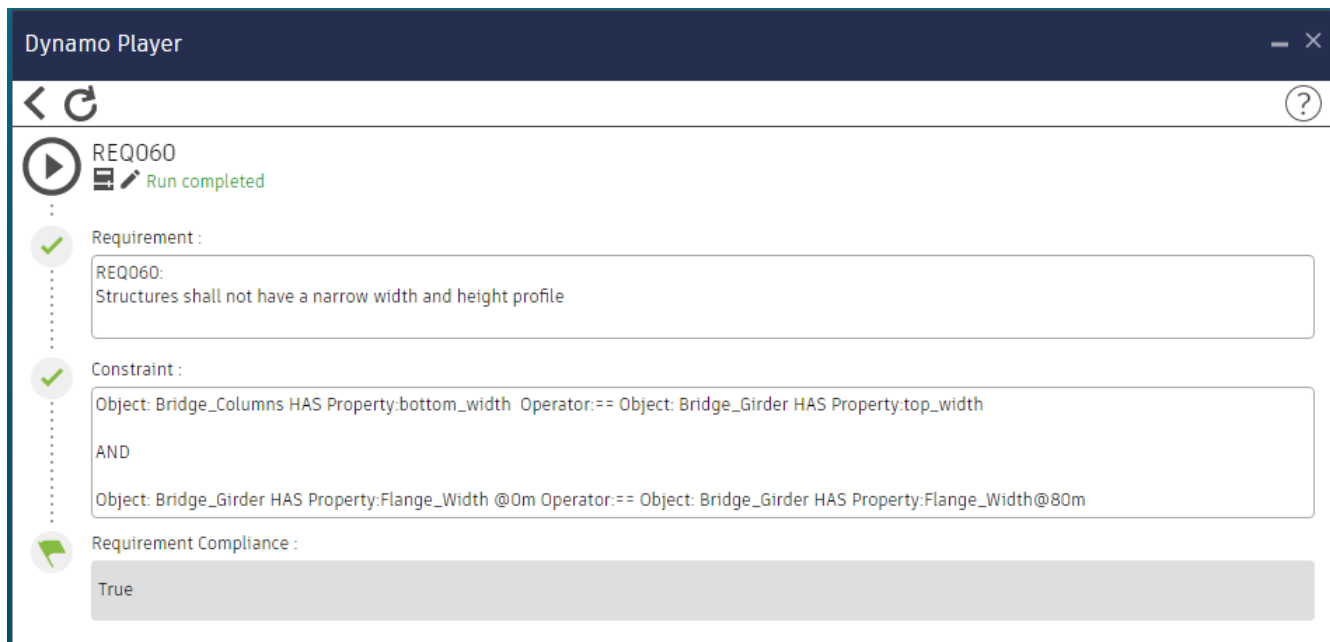 Dynamo Player
REQ060
Run completed
Requirement :
REQ060:
Structures shall not have a narrow width and height profile
Constraint :
Object: Bridge_Columns HAS Property:bottom_width  Operator:== Object: Bridge_Girder HAS Property:top_width
AND
Object: Bridge_Girder HAS Property:Flange_Width @0m Operator:== Object: Bridge_Girder HAS Property:Flange_Width@80m
Requirement Compliance :
True